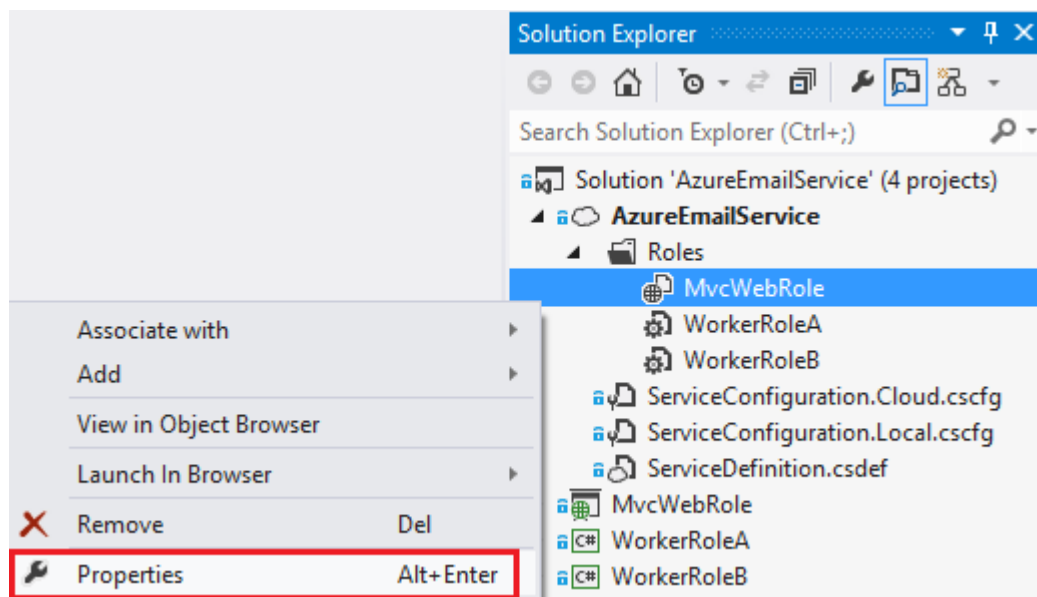 Solution Explorer
Search Solution Explorer (Ctrl+;)
Solution 'AzureEmailService' (4 projects)
AzureEmailService
Roles
MvcWebRole
WorkerRoleA
WorkerRoleB
ServiceConfiguration.Cloud.cscfg
ServiceConfiguration.Local.cscfg
ServiceDefinition.csdef
MvcWebRole
C# WorkerRoleA
C# WorkerRoleB
Associate with
Add
View in Object Browser
Launch In Browser
Remove Del
Properties Alt+Enter